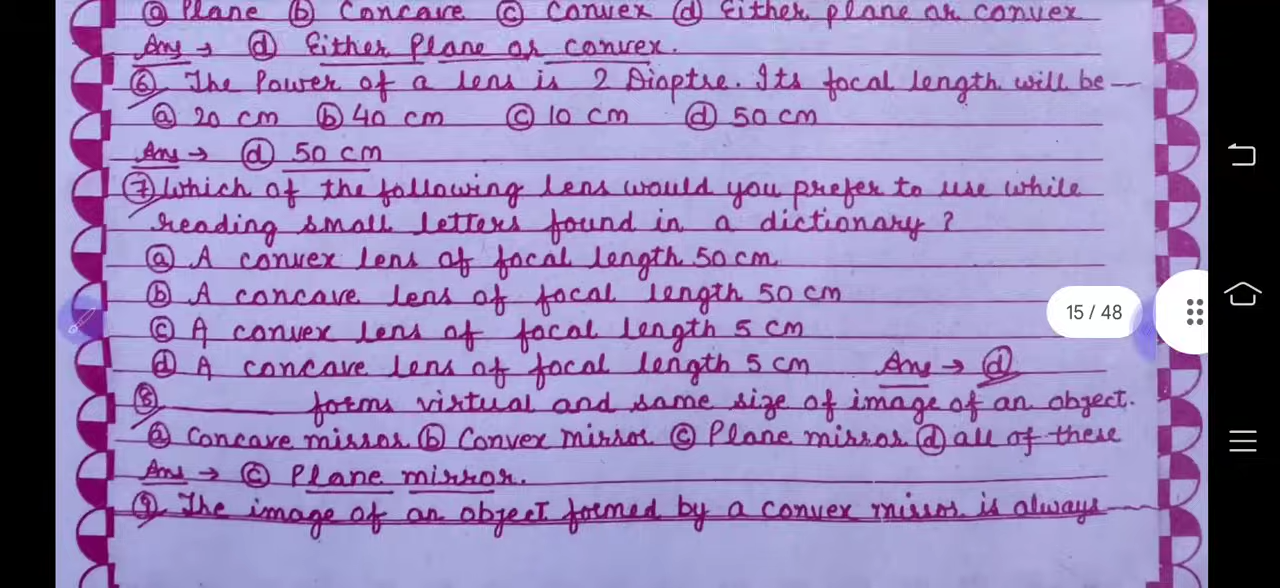 ⓐ Plane ⓑ Concave ⓒ Convex ⓓ Either plane or convex
Ans → ⓓ Either Plane or convex.
⑥ The Power of a lens is 2 Dioptre. Its focal length will be —
ⓐ 20 cm ⓑ 40 cm ⓒ 10 cm ⓓ 50 cm
Ans → ⓓ 50 cm
⑦ Which of the following lens would you prefer to use while
reading small letters found in a dictionary?
ⓐ A convex lens of focal length 50 cm
ⓑ A concave lens of focal length 50 cm
ⓒ A convex lens of focal length 5 cm
ⓓ A concave lens of focal length 5 cm Ans → ⓓ
⑧ ________ forms virtual and same size of image of an object.
ⓐ Concave mirror ⓑ Convex mirror ⓒ Plane mirror ⓓ all of these
Ans → ⓒ Plane mirror.
⑨ The image of an object formed by a convex mirror is always —
15 / 48